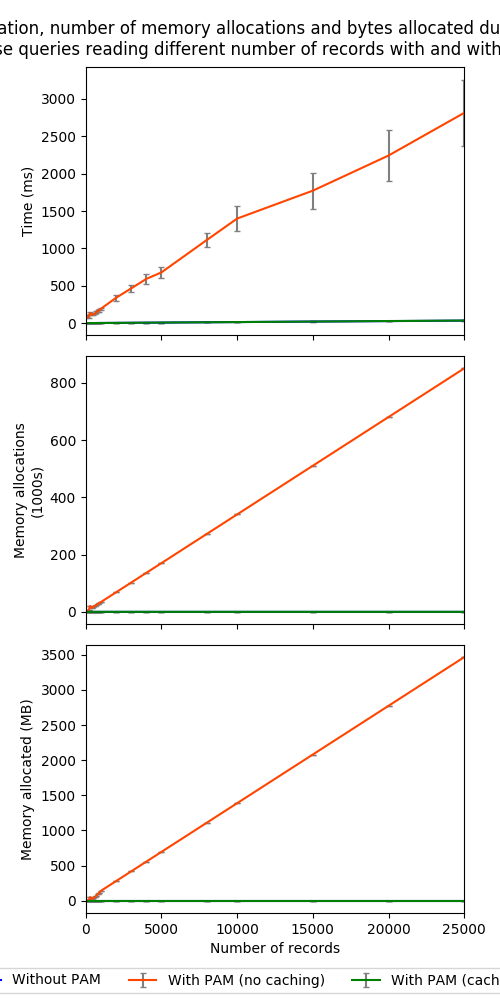 ation, number of memory allocations and bytes allocated du
se queries reading different number of records with and with
3000
2500
2000
1500
1000
500
0
Time (ms)
800
600
400
200
0
Memory allocations
(1000s)
3500
3000
2500
2000
1500
1000
500
0
Memory allocated (MB)
0 5000 10000 15000 20000 25000
Number of records
Without PAM With PAM (no caching) With PAM (cach